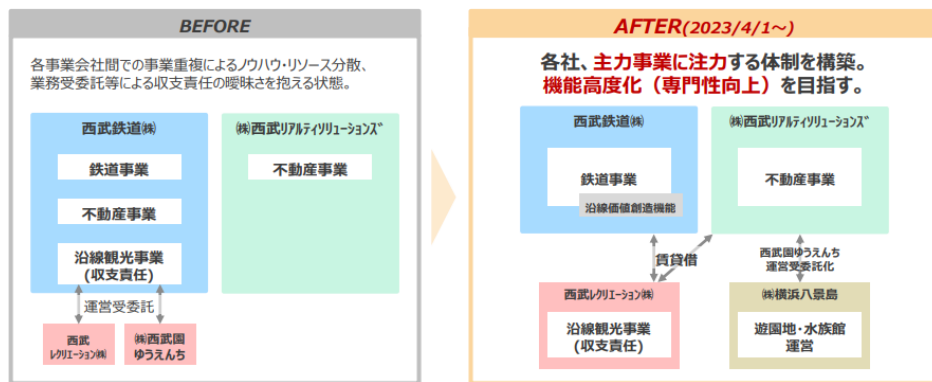 BEFORE
各事業会社間での事業重複によるノウハウ・リソース分散、
業務受委託等による収支責任の曖昧さを抱える状態。
西武鉄道㈱
鉄道事業
不動産事業
沿線観光事業
(収支責任)
㈱西武リアルティソリューションズ
不動産事業
運営受委託
西武
レクリエーション㈱
㈱西武園
ゆうえんち
AFTER(2023/4/1～)
各社、主力事業に注力する体制を構築。
機能高度化（専門性向上）を目指す。
西武鉄道㈱
鉄道事業
沿線価値創造機能
㈱西武リアルティソリューションズ
不動産事業
賃貸借
西武園ゆうえんち
運営受委託化
西武レクリエーション㈱
沿線観光事業
(収支責任)
㈱横浜八景島
遊園地・水族館
運営